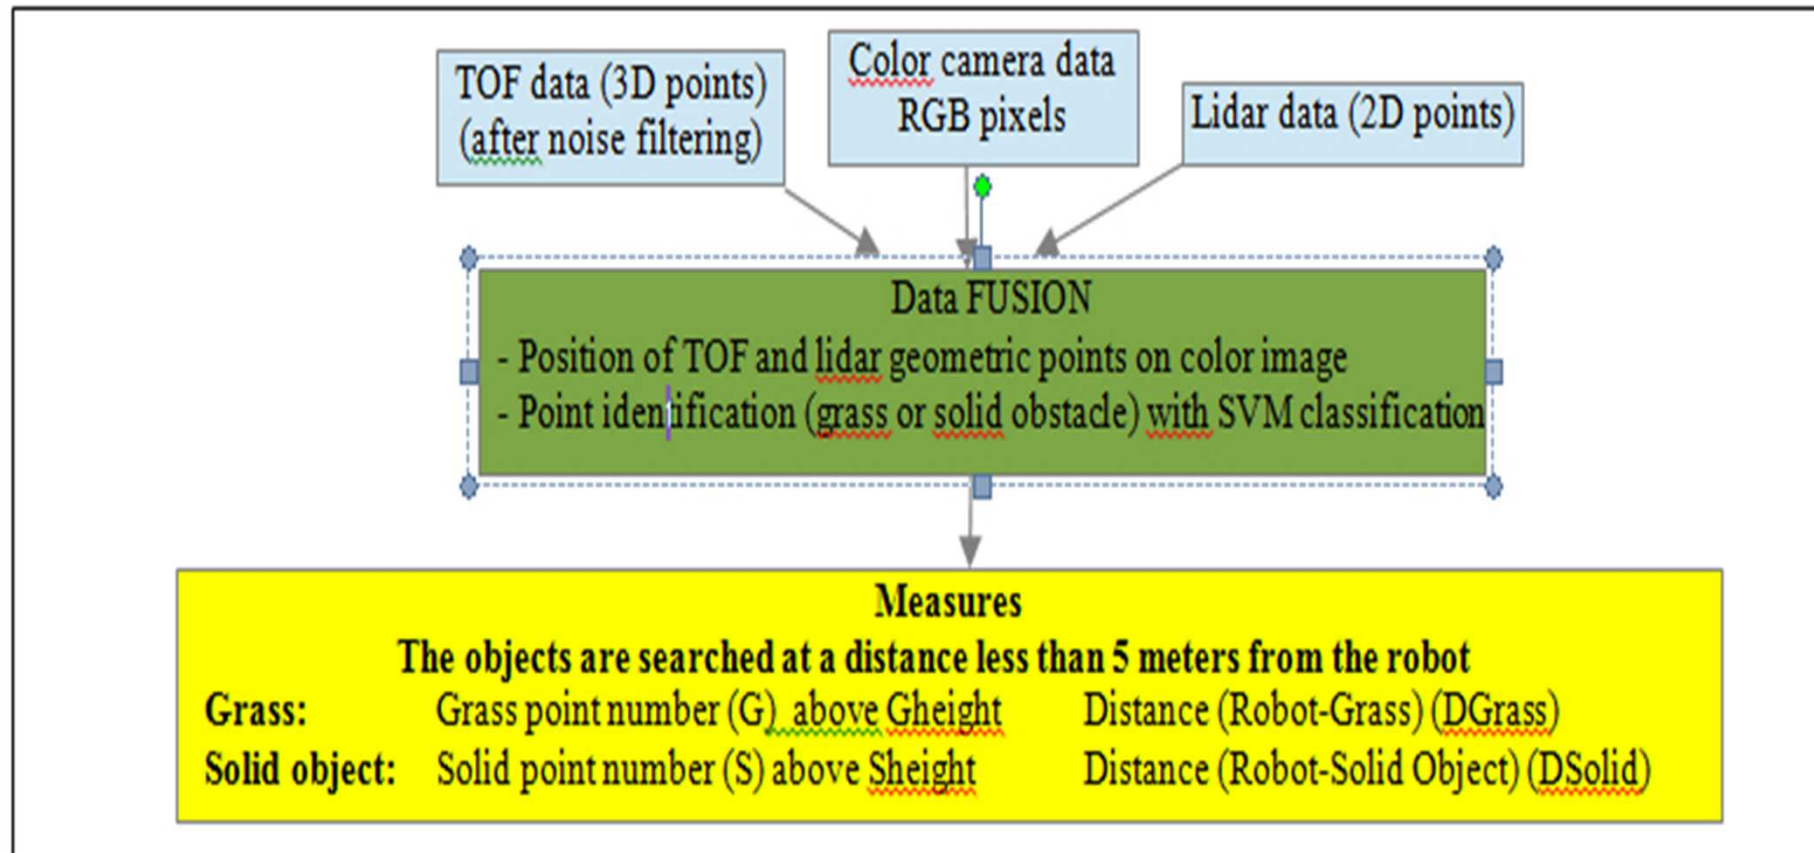 TOF data (3D points)
(after noise filtering)
Color camera data
RGB pixels
Lidar data (2D points)
Data FUSION
- Position of TOF and lidar geometric points on color image
- Point identification (grass or solid obstacle) with SVM classification
Measures
The objects are searched at a distance less than 5 meters from the robot
Grass: Grass point number (G) above Gheight Distance (Robot-Grass) (DGrass)
Solid object: Solid point number (S) above Sheight Distance (Robot-Solid Object) (DSolid)